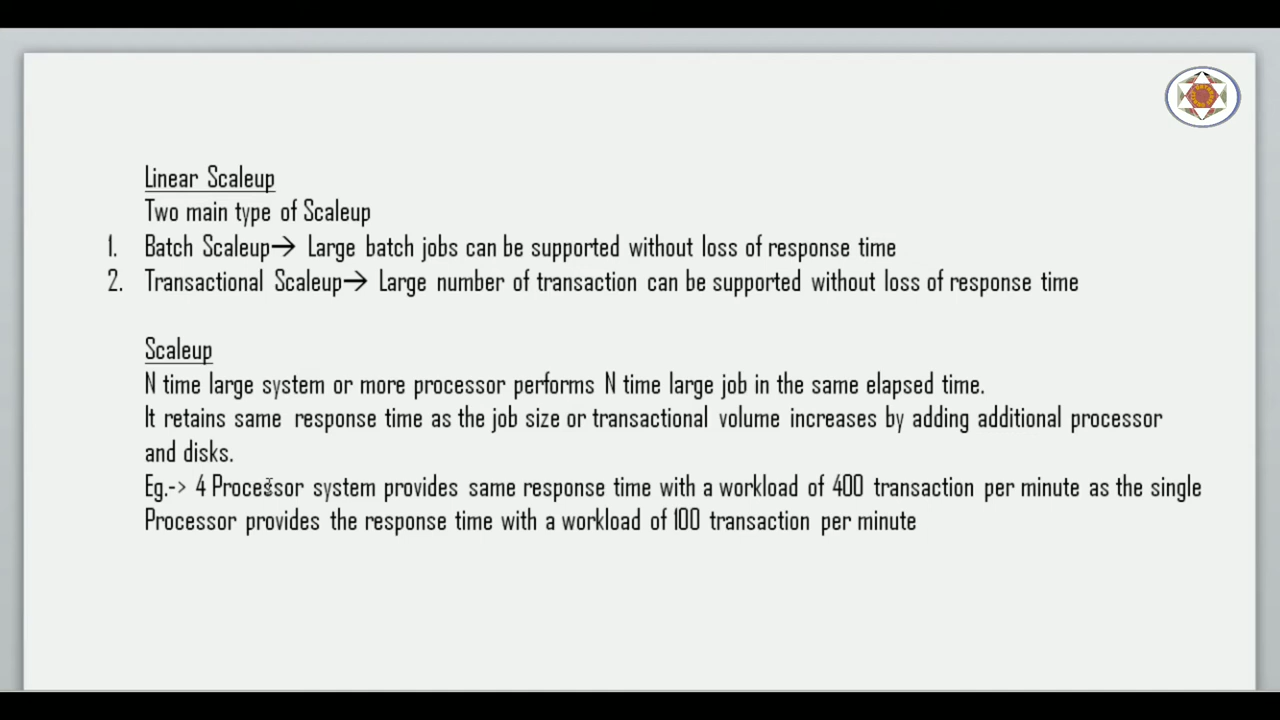 Linear Scaleup
Two main type of Scaleup
1. Batch Scaleup→ Large batch jobs can be supported without loss of response time
2. Transactional Scaleup→ Large number of transaction can be supported without loss of response time
Scaleup
N time large system or more processor performs N time large job in the same elapsed time.
It retains same response time as the job size or transactional volume increases by adding additional processor
and disks.
Eg.-> 4 Processor system provides same response time with a workload of 400 transaction per minute as the single
Processor provides the response time with a workload of 100 transaction per minute